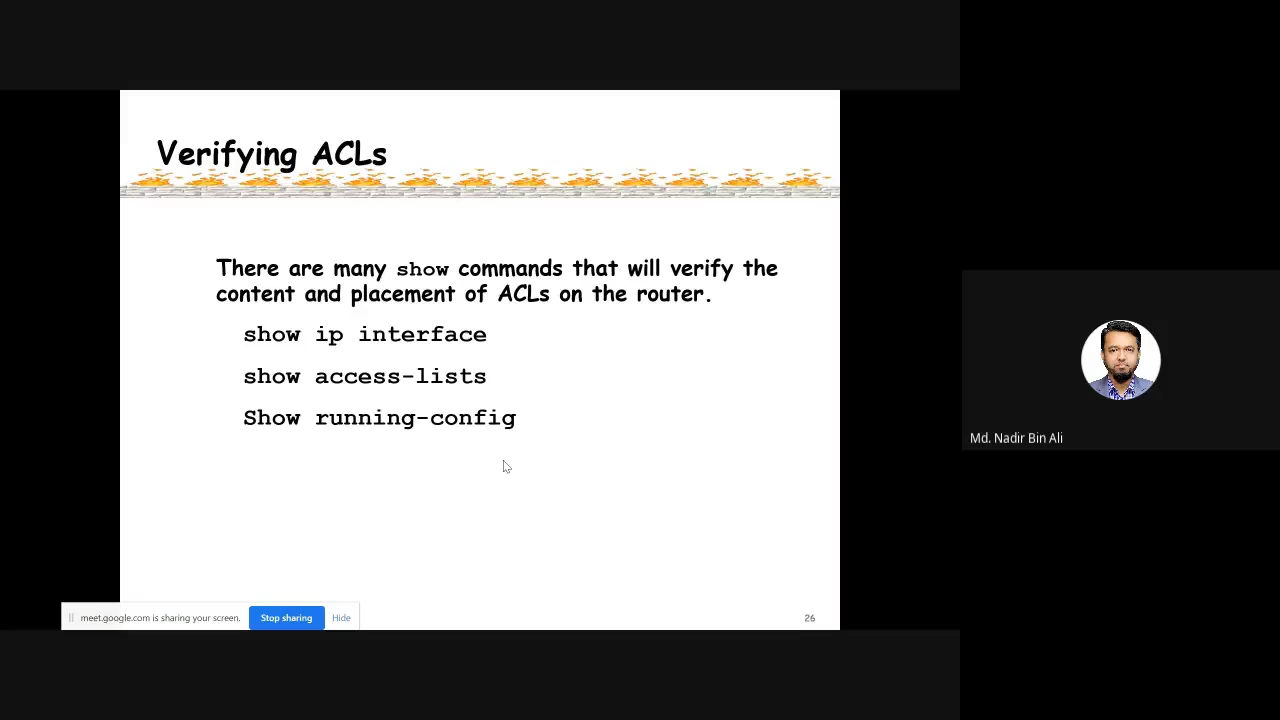 Verifying ACLs
There are many show commands that will verify the
content and placement of ACLs on the router.
show ip interface
show access-lists
Show running-config
Md. Nadir Bin Ali
meet.google.com is sharing your screen. Stop sharing Hide
26